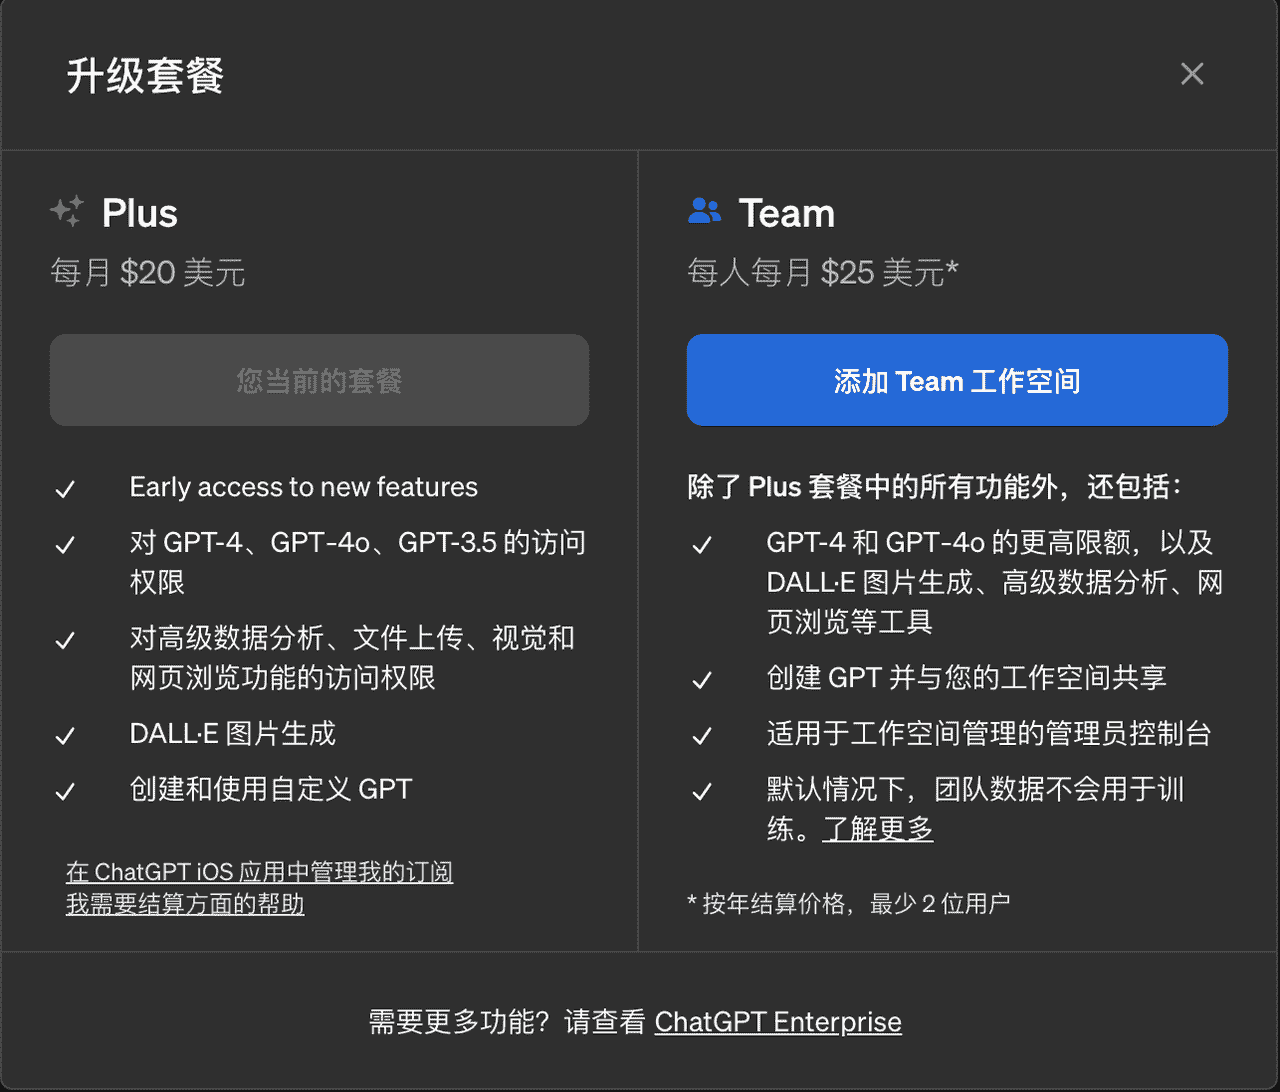 升级套餐
Plus
每月 $20 美元
您当前的套餐
Early access to new features
对 GPT-4、GPT-4o、GPT-3.5 的访问
权限
对高级数据分析、文件上传、视觉和
网页浏览功能的访问权限
DALL·E 图片生成
创建和使用自定义 GPT
在 ChatGPT iOS 应用中管理我的订阅
我需要结算方面的帮助
Team
每人每月 $25 美元*
添加 Team 工作空间
除了 Plus 套餐中的所有功能外，还包括：
GPT-4 和 GPT-4o 的更高限额，以及
DALL·E 图片生成、高级数据分析、网
页浏览等工具
创建 GPT 并与您的工作空间共享
适用于工作空间管理的管理员控制台
默认情况下，团队数据不会用于训
练。了解更多
* 按年结算价格，最少 2 位用户
需要更多功能？请查看 ChatGPT Enterprise